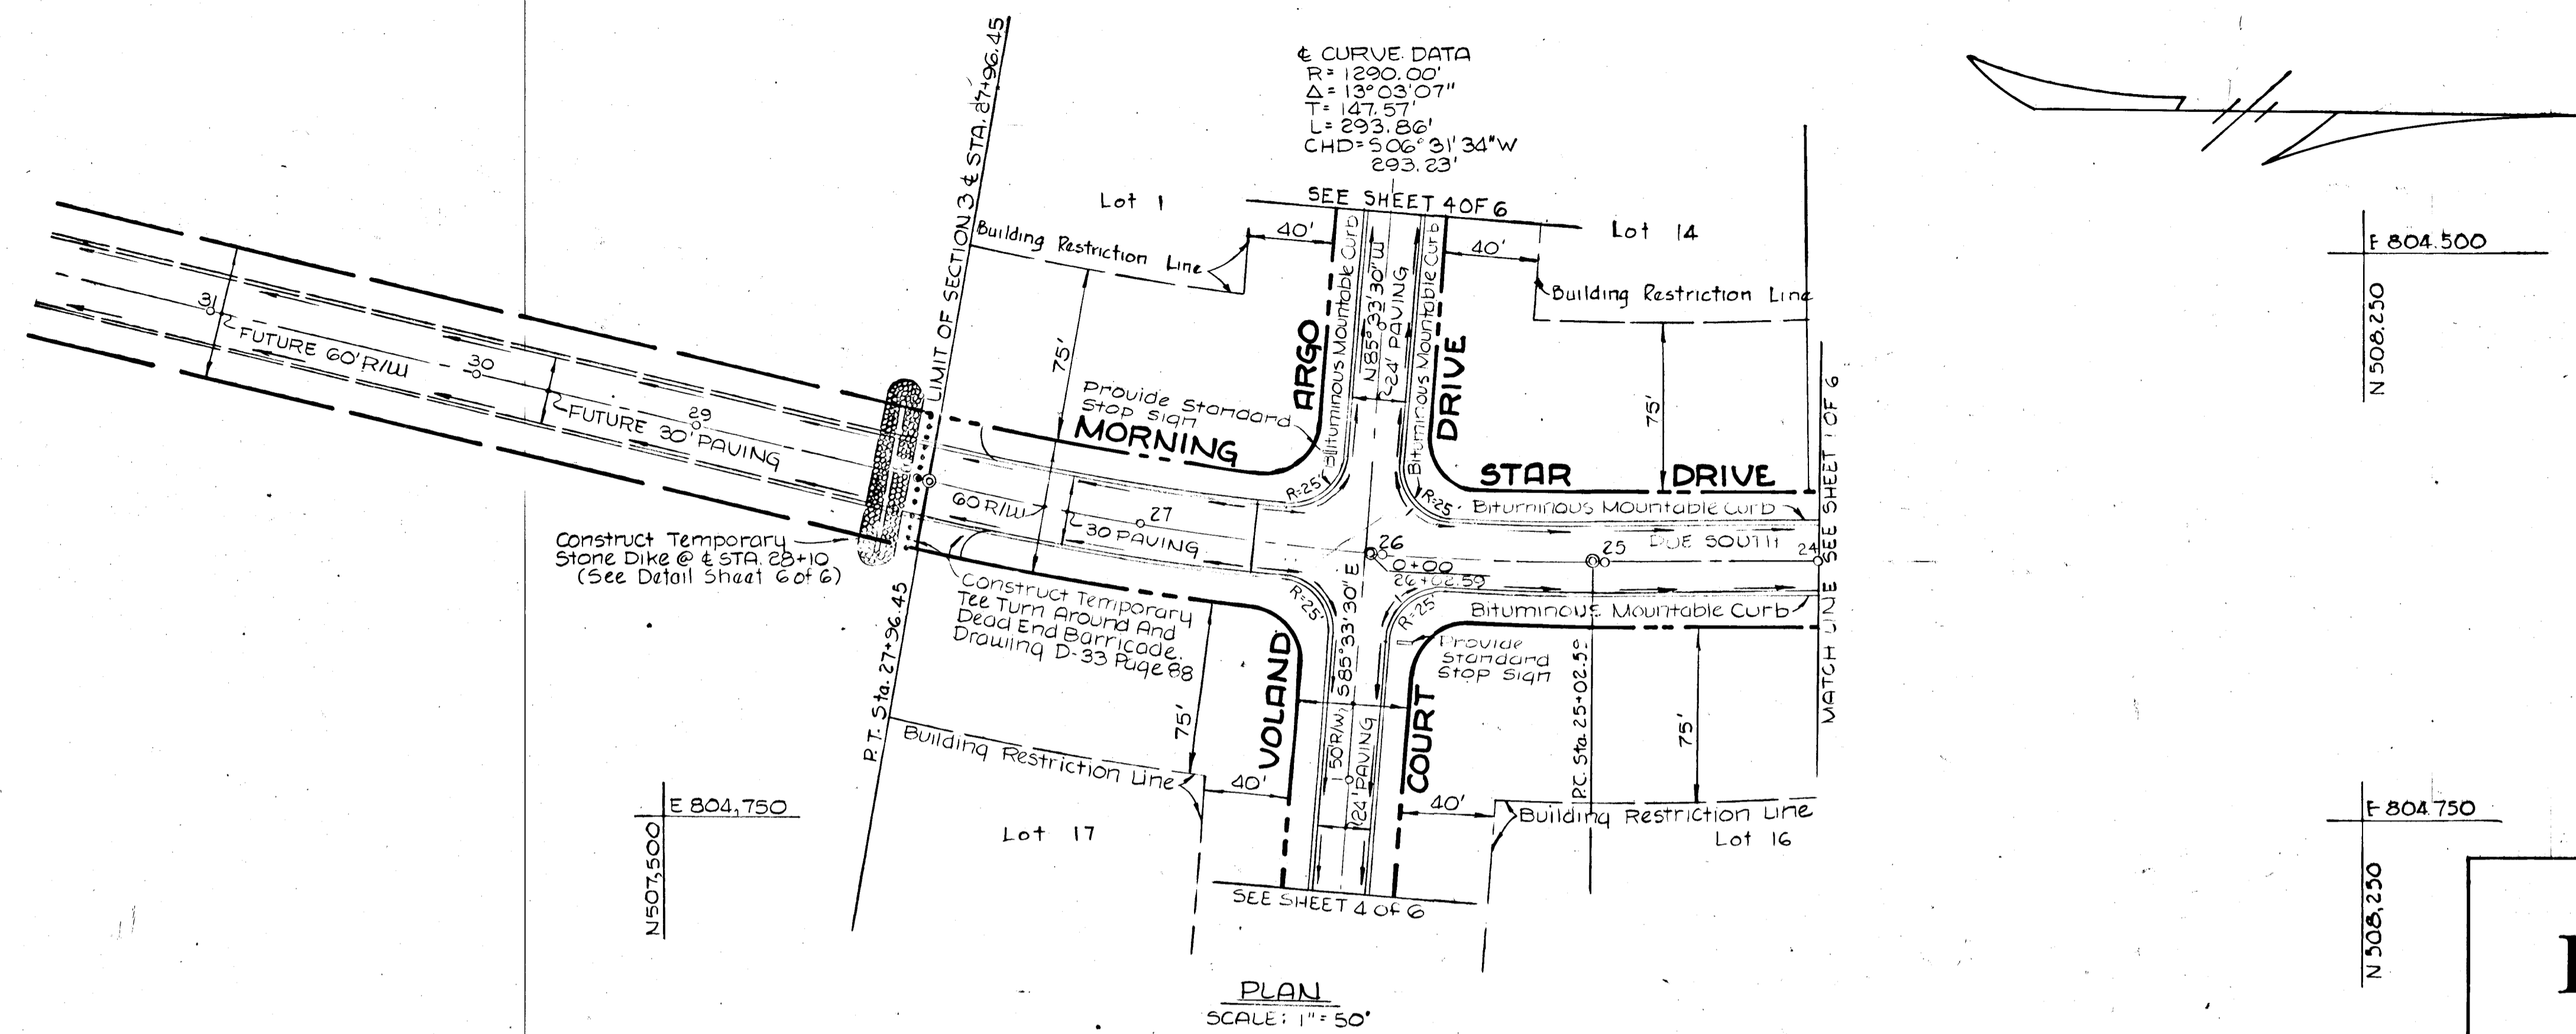 ℄ CURVE DATA
R= 1290.00'
Δ= 13°03'07"
T= 147.57'
L= 293.86'
CHD= S06°31'34"W
293.23'
SEE SHEET 4 OF 6
Lot 1
Lot 14
LIMIT OF SECTION 3 ℄ STA. 27+96.45
Building Restriction Line
40'
40'
Building Restriction Line
75'
75'
ARGO
DRIVE
Bituminous Mountable Curb
N85°33'30"W
24' PAVING
Bituminous Mountable Curb
Provide Standard
Stop Sign
MORNING
STAR DRIVE
R=25'
R=25'
Bituminous Mountable Curb
DUE SOUTH
31
FUTURE 60' R/W
30
FUTURE 30' PAVING
29
60 R/W
30 PAVING
27
26
0+00
26+02.59
25
24
MATCH LINE SEE SHEET 1 OF 6
Construct Temporary
Stone Dike @ ℄ STA. 28+10
(See Detail Sheet 6 of 6)
Construct Temporary
Tee Turn Around And
Dead End Barricade.
Drawing D-33 Page 88
P.T. Sta. 27+96.45
R=25'
R=25'
Bituminous Mountable Curb
Provide
Standard
Stop Sign
VOLAND
COURT
50' R/W, S85°33'30"E
24' PAVING
P.C. Sta. 25+02.59
75'
75'
Building Restriction Line
40'
40'
Building Restriction Line
Lot 17
Lot 16
SEE SHEET 4 OF 6
E 804,750
N 507,500
E 804.500
N 508.250
E 804.750
N 508,250
PLAN
SCALE: 1"= 50'